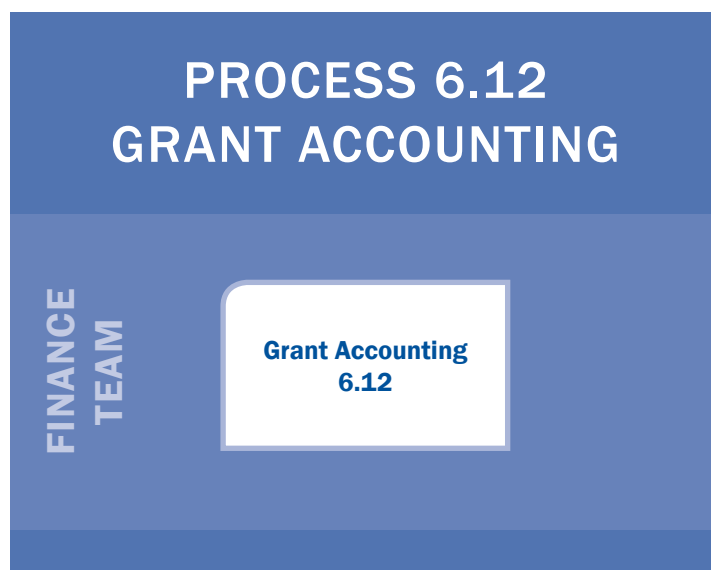 PROCESS 6.12
GRANT ACCOUNTING
FINANCE
TEAM
Grant Accounting
6.12